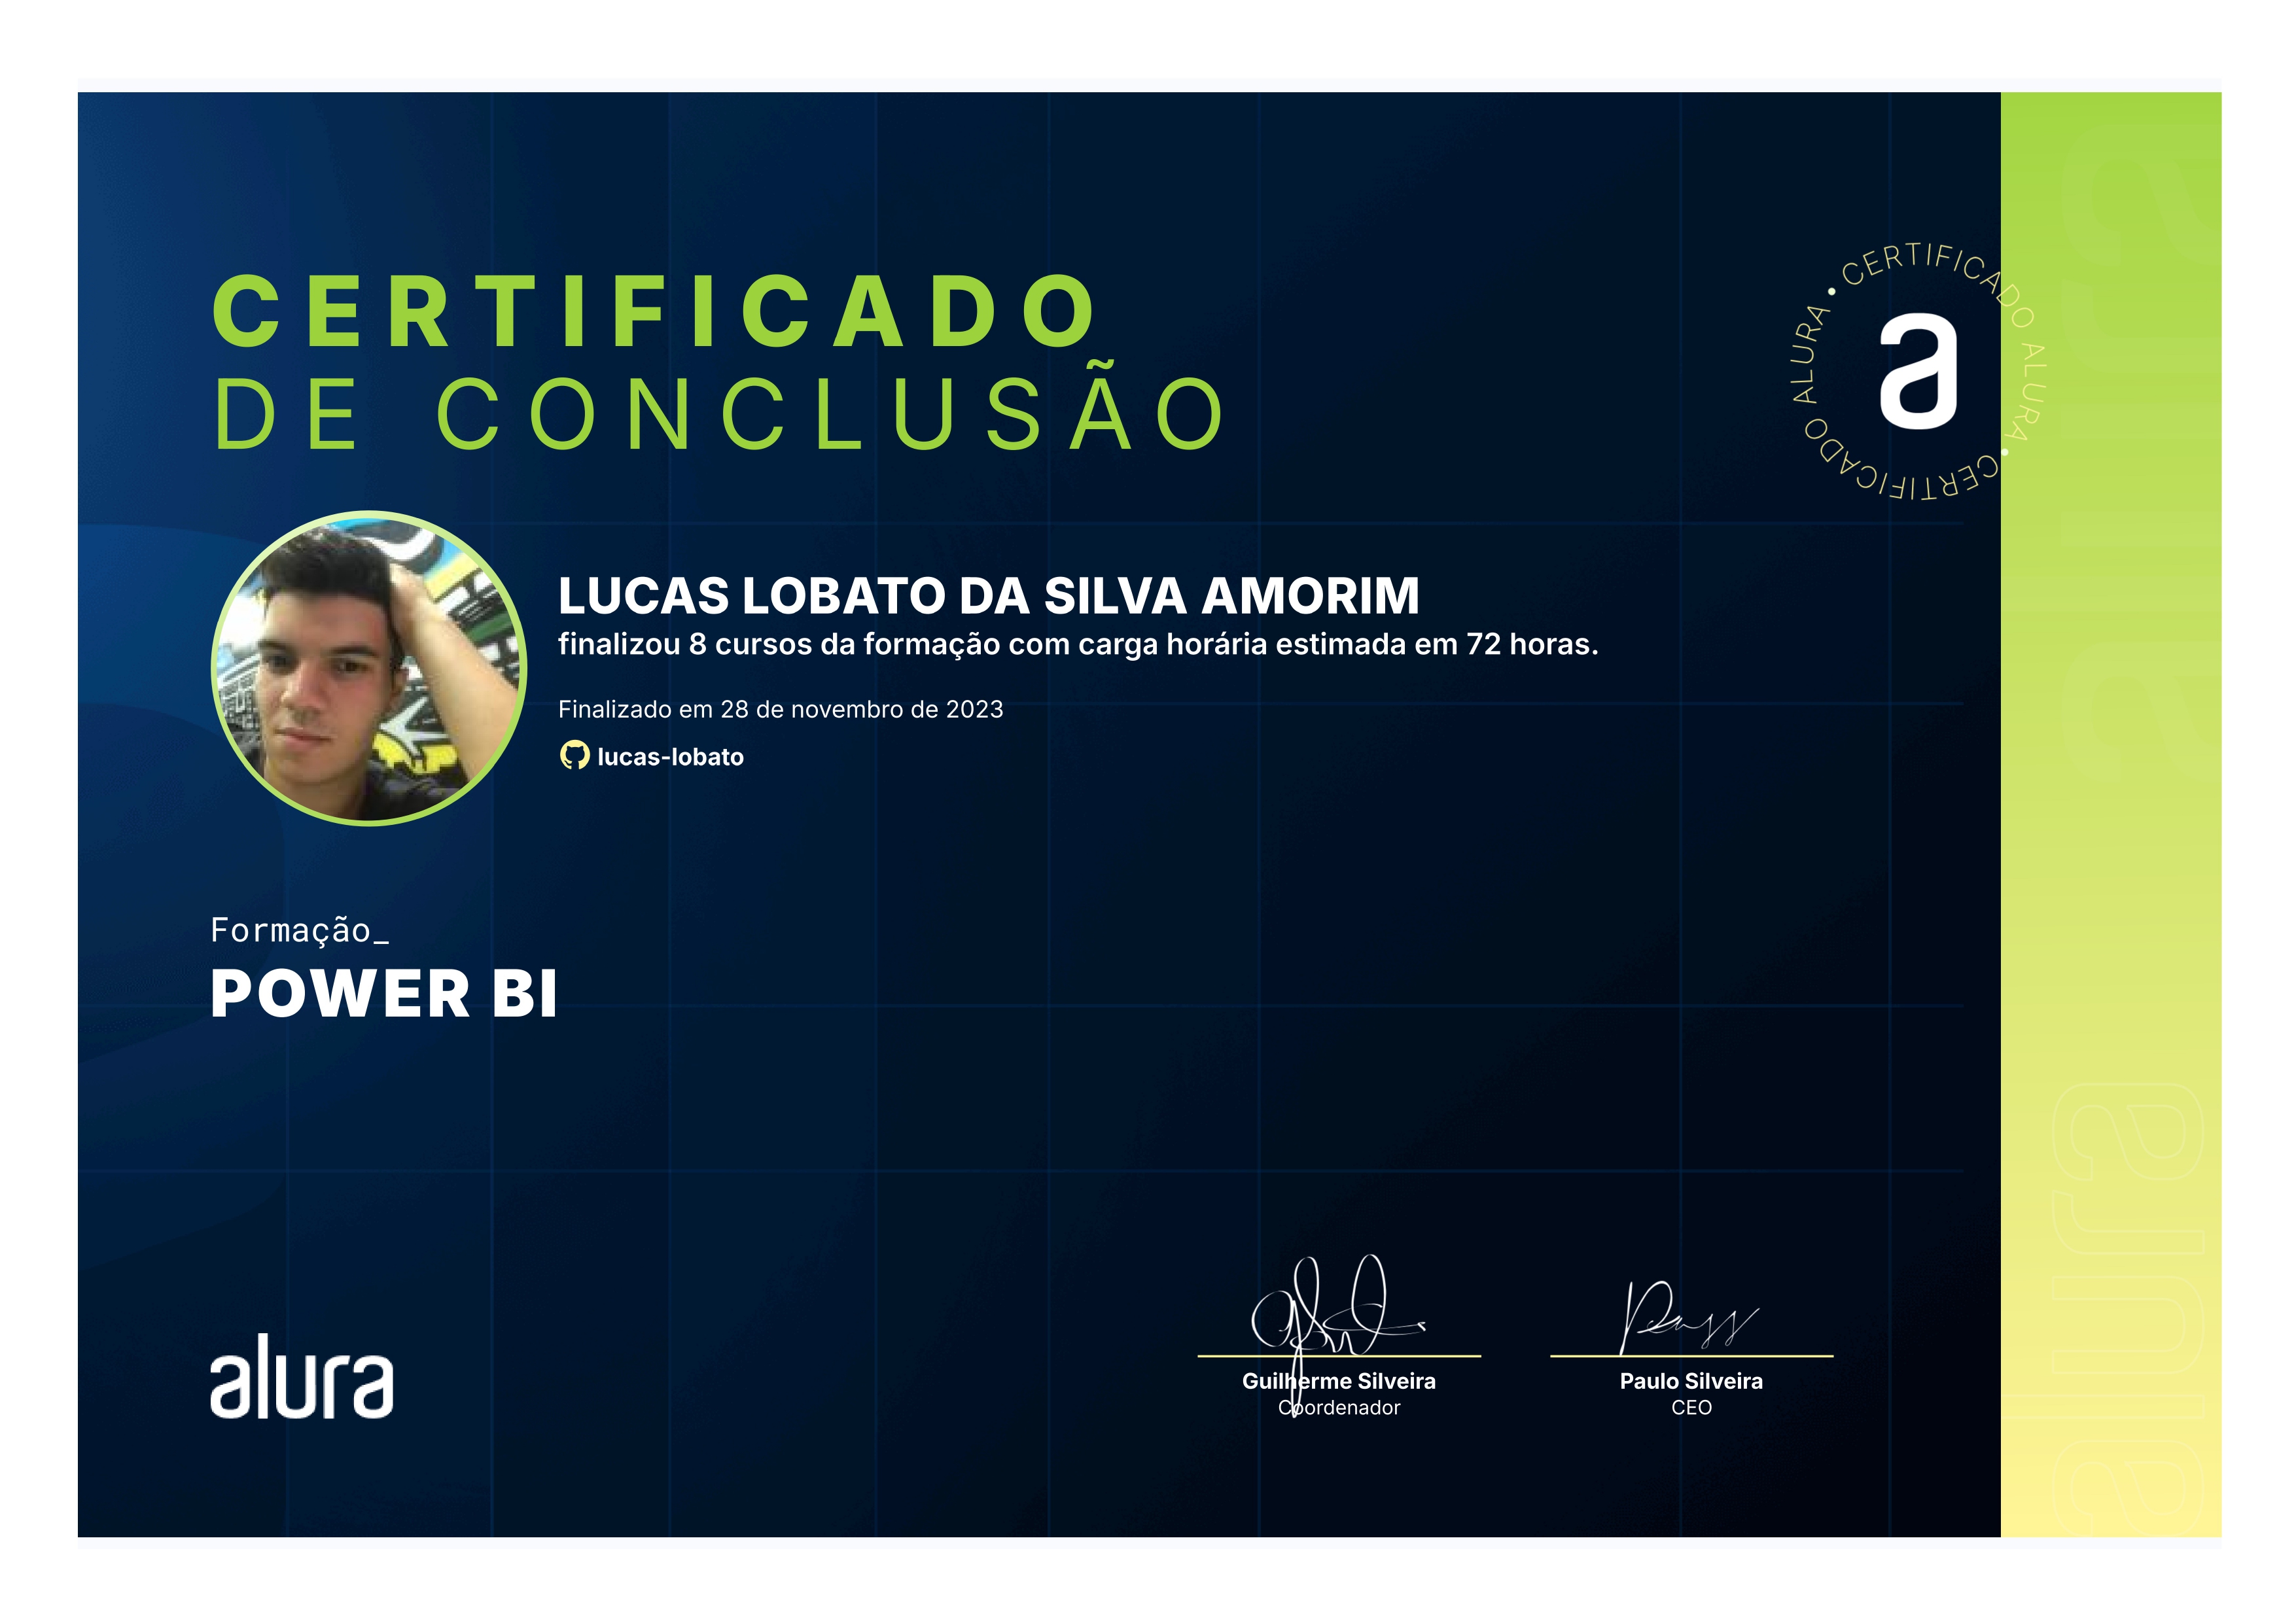 CERTIFICADO
DE CONCLUSÃO
CERTIFICADO ALURA • CERTIFICADO ALURA •
a
LUCAS LOBATO DA SILVA AMORIM
finalizou 8 cursos da formação com carga horária estimada em 72 horas.
Finalizado em 28 de novembro de 2023
lucas-lobato
Formação_
POWER BI
alura
Guilherme Silveira
Coordenador
Paulo Silveira
CEO
alura
alura